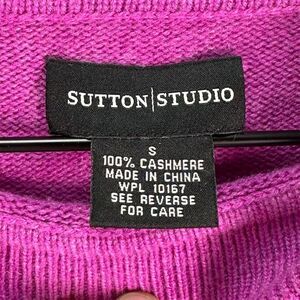 SUTTON|STUDIO
S
100% CASHMERE
MADE IN CHINA
WPL 10167
SEE REVERSE
FOR CARE